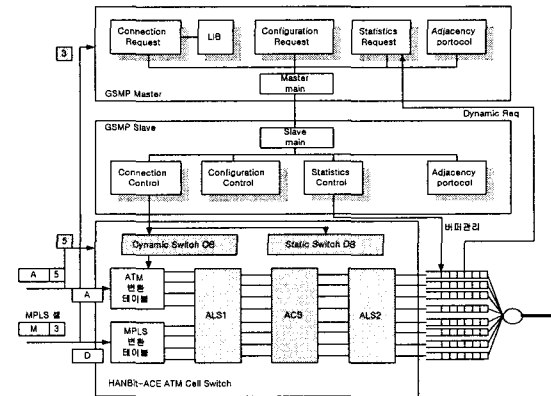 Connection
Request
LIB
Configuration
Request
Statistics
Request
Adjacency
portocol
3
Master
main
GSMP Master
Dynamic Req
GSMP Slave
Slave
main
Connection
Control
Configuration
Control
Statistics
Control
Adjacency
portocol
버퍼관리
5
Dynamic Switch DB
Static Switch DB
A 5
A
ATM
변환
테이블
ALS1
ACS
ALS2
MPLS 셀
M 3
MPLS
변환
테이블
D
HANBit-ACE ATM Cell Switch